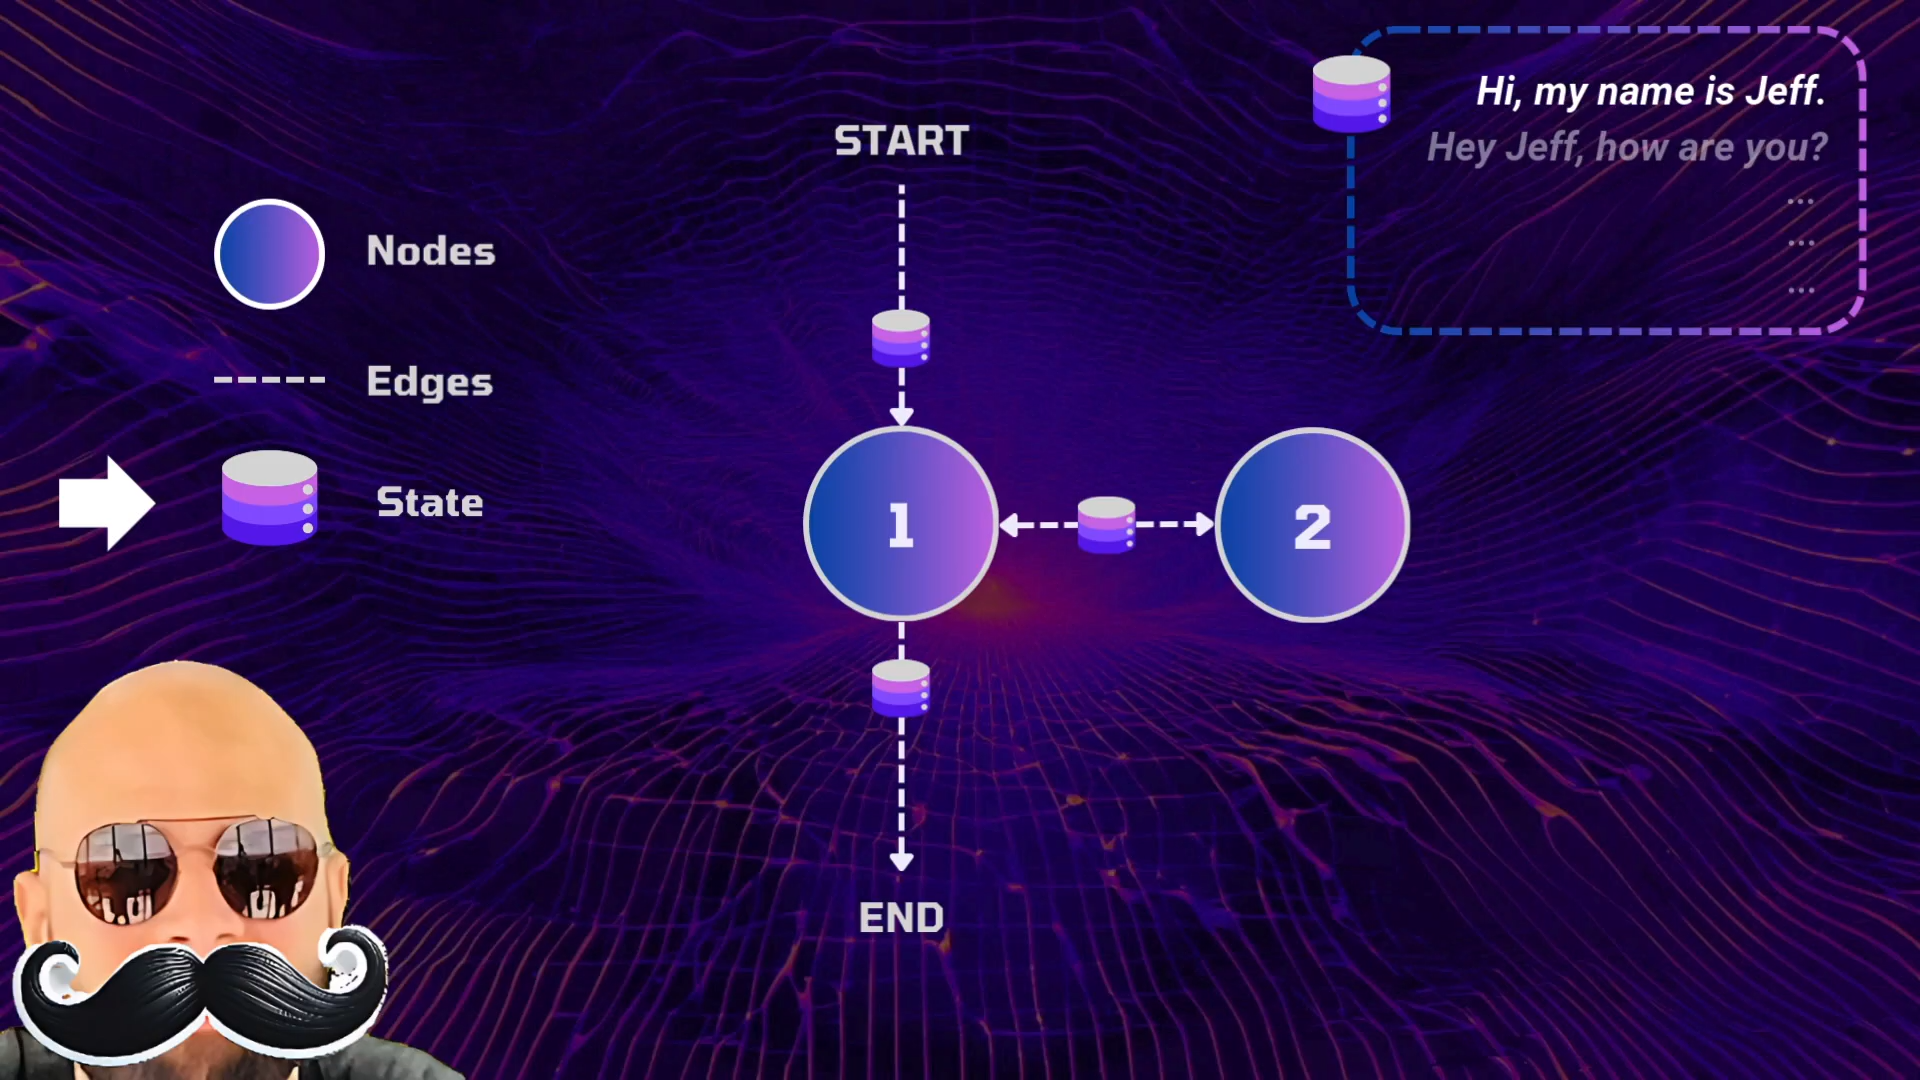 Hi, my name is Jeff.
Hey Jeff, how are you?
...
...
...
START
Nodes
Edges
State
1
2
END